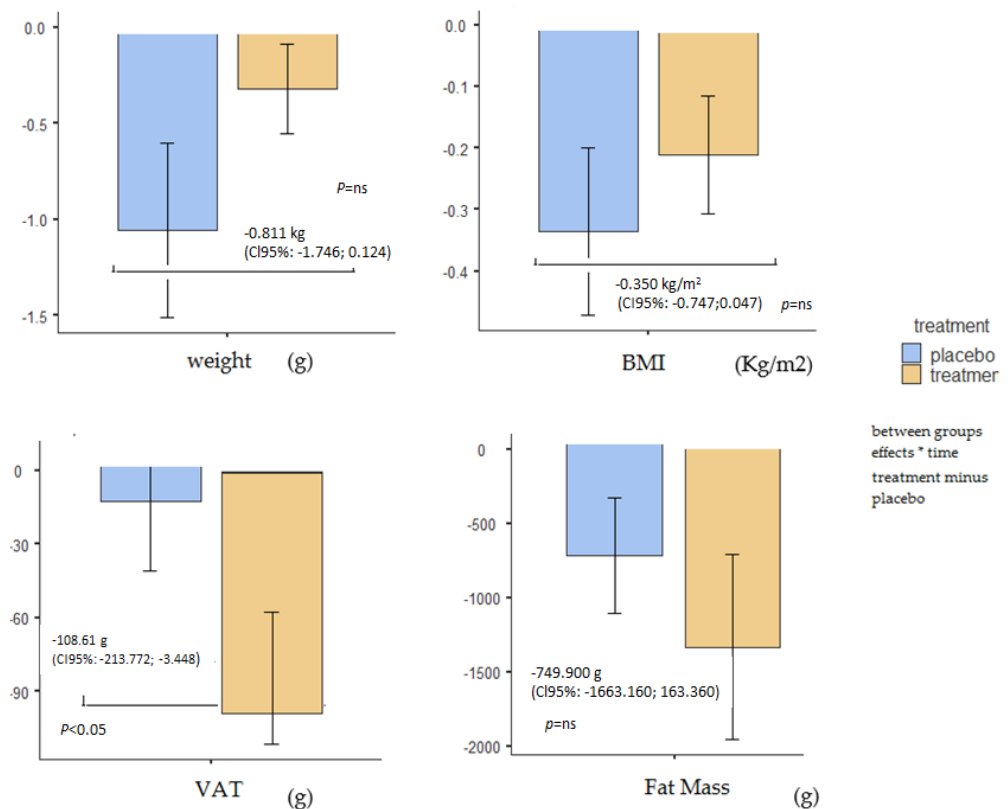 0.0
-0.5
-1.0
-1.5
P=ns
-0.811 kg
(CI95%: -1.746; 0.124)
weight (g)
0.0
-0.1
-0.2
-0.3
-0.4
-0.350 kg/m²
(CI95%: -0.747;0.047) p=ns
BMI (Kg/m2)
treatment
placebo
treatmen
between groups
effects * time
treatment minus
placebo
0
-30
-60
-90
-108.61 g
(CI95%: -213.772; -3.448)
P<0.05
VAT (g)
0
-500
-1000
-1500
-2000
-749.900 g
(CI95%: -1663.160; 163.360)
p=ns
Fat Mass (g)